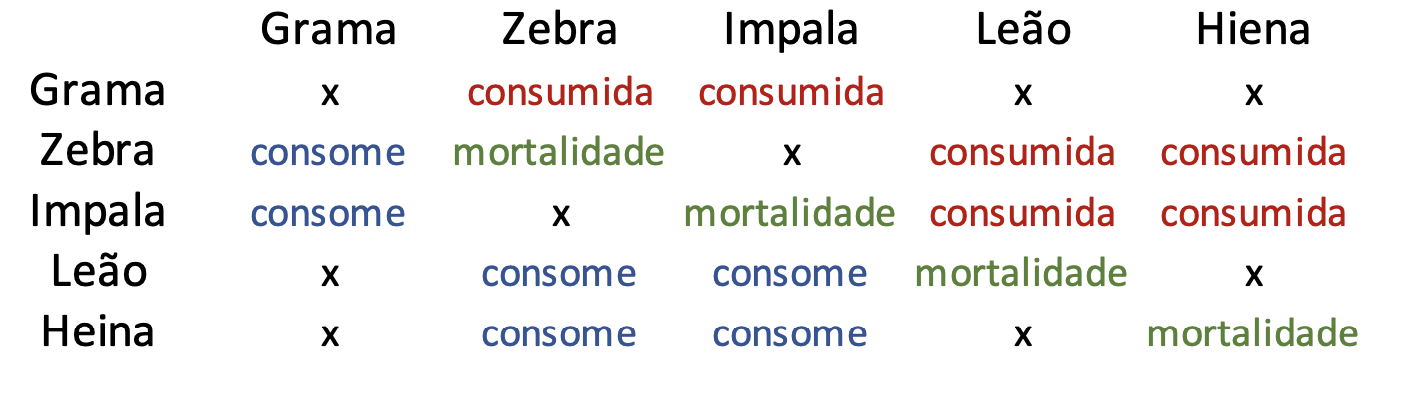 Grama Zebra Impala Leão Hiena
Grama x consumida consumida x x
Zebra consome mortalidade x consumida consumida
Impala consome x mortalidade consumida consumida
Leão x consome consome mortalidade x
Heina x consome consome x mortalidade